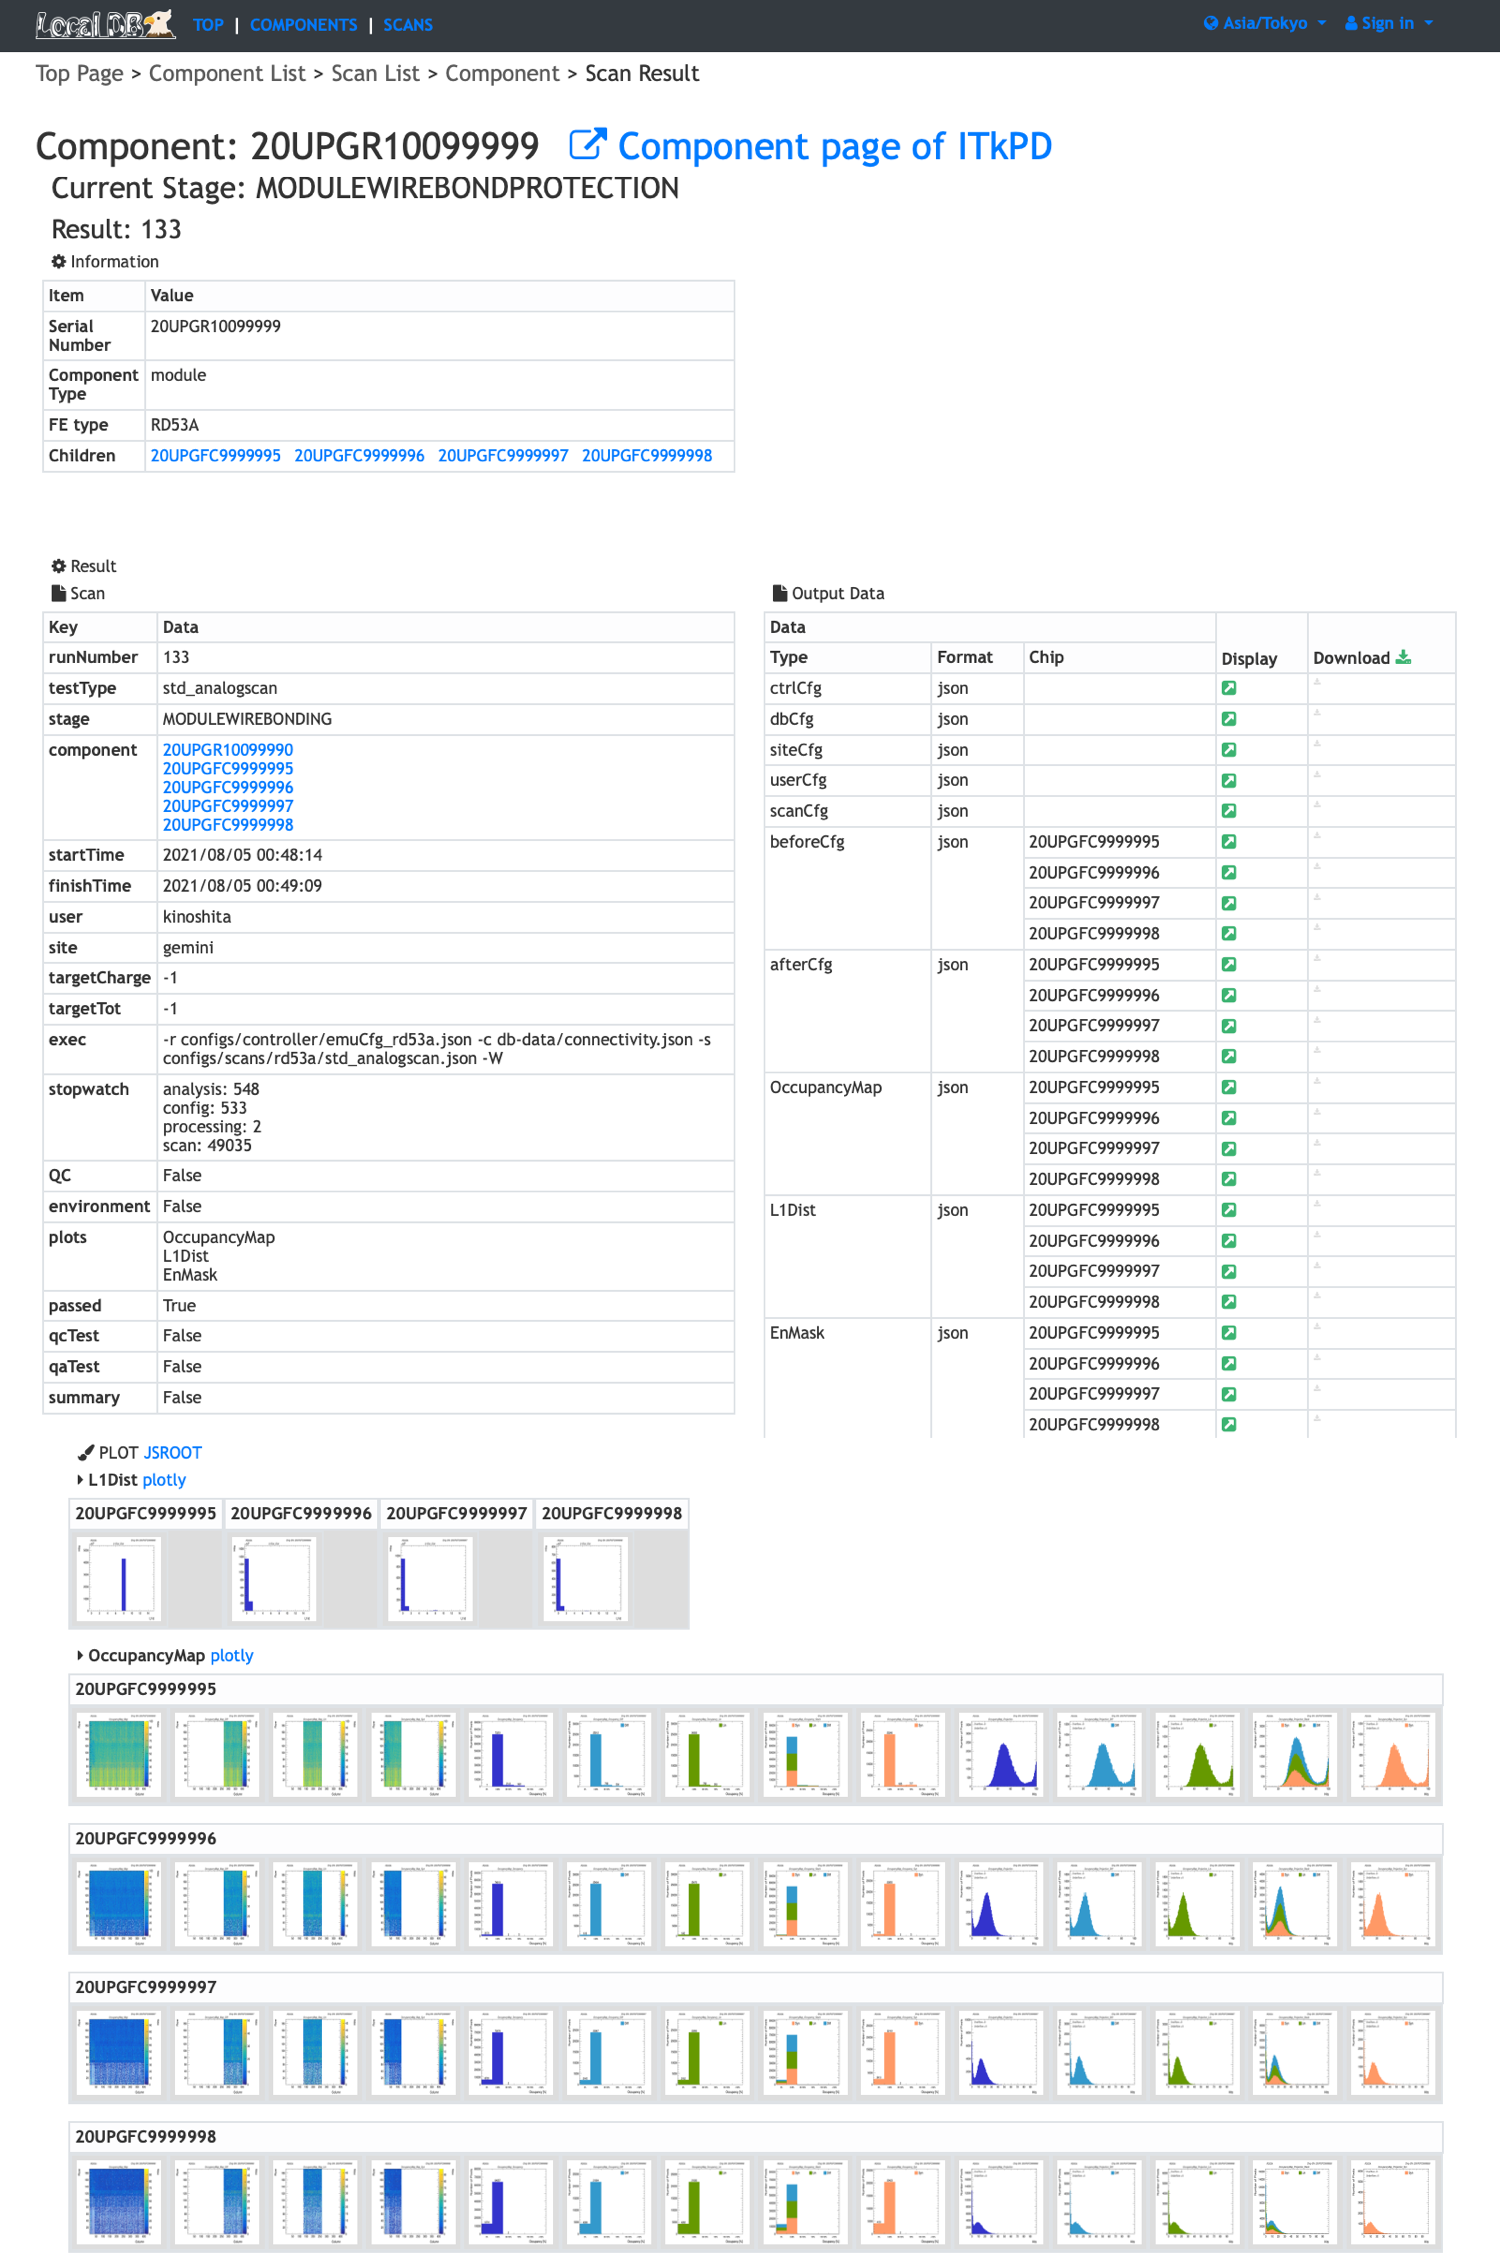 Local DB TOP | COMPONENTS | SCANS Asia/Tokyo Sign in
Top Page > Component List > Scan List > Component > Scan Result
Component: 20UPGR10099999 Component page of ITkPD
Current Stage: MODULEWIREBONDPROTECTION
Result: 133
Information
Item Value
Serial Number 20UPGR10099999
Component Type module
FE type RD53A
Children 20UPGFC9999995 20UPGFC9999996 20UPGFC9999997 20UPGFC9999998
Result
Scan
Key Data
runNumber 133
testType std_analogscan
stage MODULEWIREBONDING
component 20UPGR10099990
20UPGFC9999995
20UPGFC9999996
20UPGFC9999997
20UPGFC9999998
startTime 2021/08/05 00:48:14
finishTime 2021/08/05 00:49:09
user kinoshita
site gemini
targetCharge -1
targetTot -1
exec -r configs/controller/emuCfg_rd53a.json -c db-data/connectivity.json -s
configs/scans/rd53a/std_analogscan.json -W
stopwatch analysis: 548
config: 533
processing: 2
scan: 49035
QC False
environment False
plots OccupancyMap
L1Dist
EnMask
passed True
qcTest False
qaTest False
summary False
Output Data
Data
Type Format Chip Display Download
ctrlCfg json
dbCfg json
siteCfg json
userCfg json
scanCfg json
beforeCfg json 20UPGFC9999995
20UPGFC9999996
20UPGFC9999997
20UPGFC9999998
afterCfg json 20UPGFC9999995
20UPGFC9999996
20UPGFC9999997
20UPGFC9999998
OccupancyMap json 20UPGFC9999995
20UPGFC9999996
20UPGFC9999997
20UPGFC9999998
L1Dist json 20UPGFC9999995
20UPGFC9999996
20UPGFC9999997
20UPGFC9999998
EnMask json 20UPGFC9999995
20UPGFC9999996
20UPGFC9999997
20UPGFC9999998
PLOT JSROOT
L1Dist plotly
20UPGFC9999995 20UPGFC9999996 20UPGFC9999997 20UPGFC9999998
OccupancyMap plotly
20UPGFC9999995
20UPGFC9999996
20UPGFC9999997
20UPGFC9999998